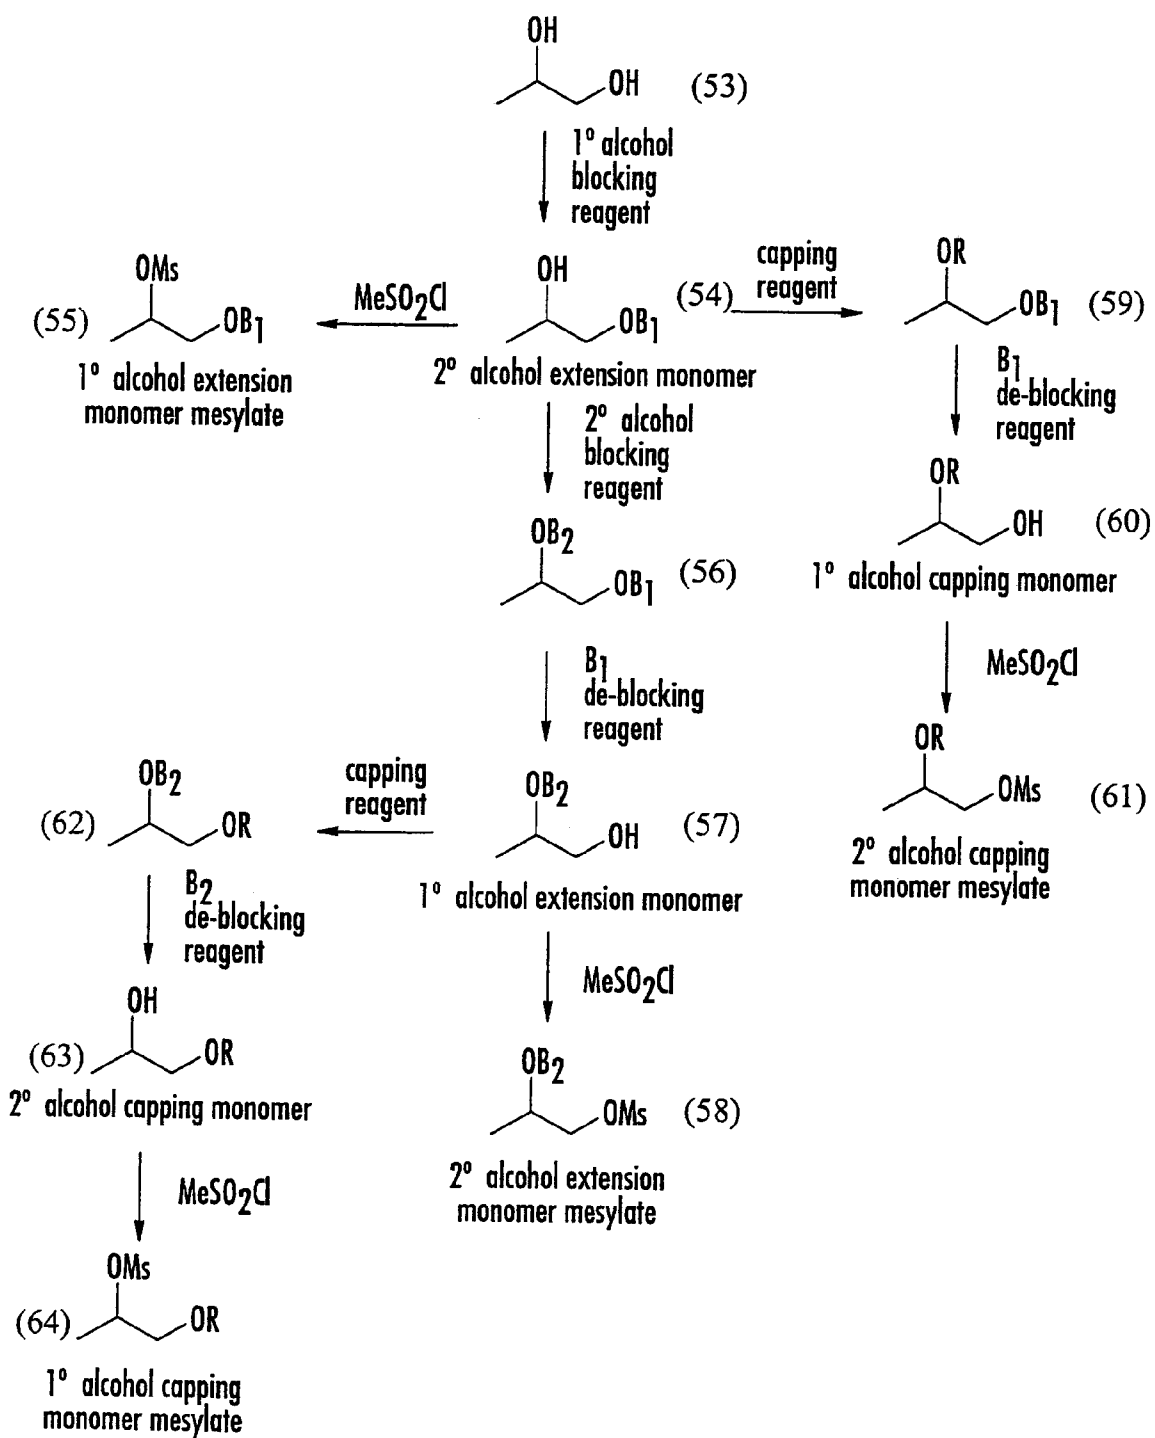 OH
OH (53)
1° alcohol
blocking
reagent
OMs
(55) OB1
MeSO2Cl
1° alcohol extension
monomer mesylate
OH
(54)
OB1
2° alcohol extension monomer
capping
reagent
OR
OB1 (59)
B1
de-blocking
reagent
2° alcohol
blocking
reagent
OR
OH (60)
1° alcohol capping monomer
OB2
OB1 (56)
B1
de-blocking
reagent
MeSO2Cl
OR
OMs (61)
2° alcohol capping
monomer mesylate
OB2
(62) OR
capping
reagent
OB2
OH (57)
1° alcohol extension monomer
B2
de-blocking
reagent
MeSO2Cl
OH
(63) OR
2° alcohol capping monomer
OB2
OMs (58)
2° alcohol extension
monomer mesylate
MeSO2Cl
OMs
(64) OR
1° alcohol capping
monomer mesylate